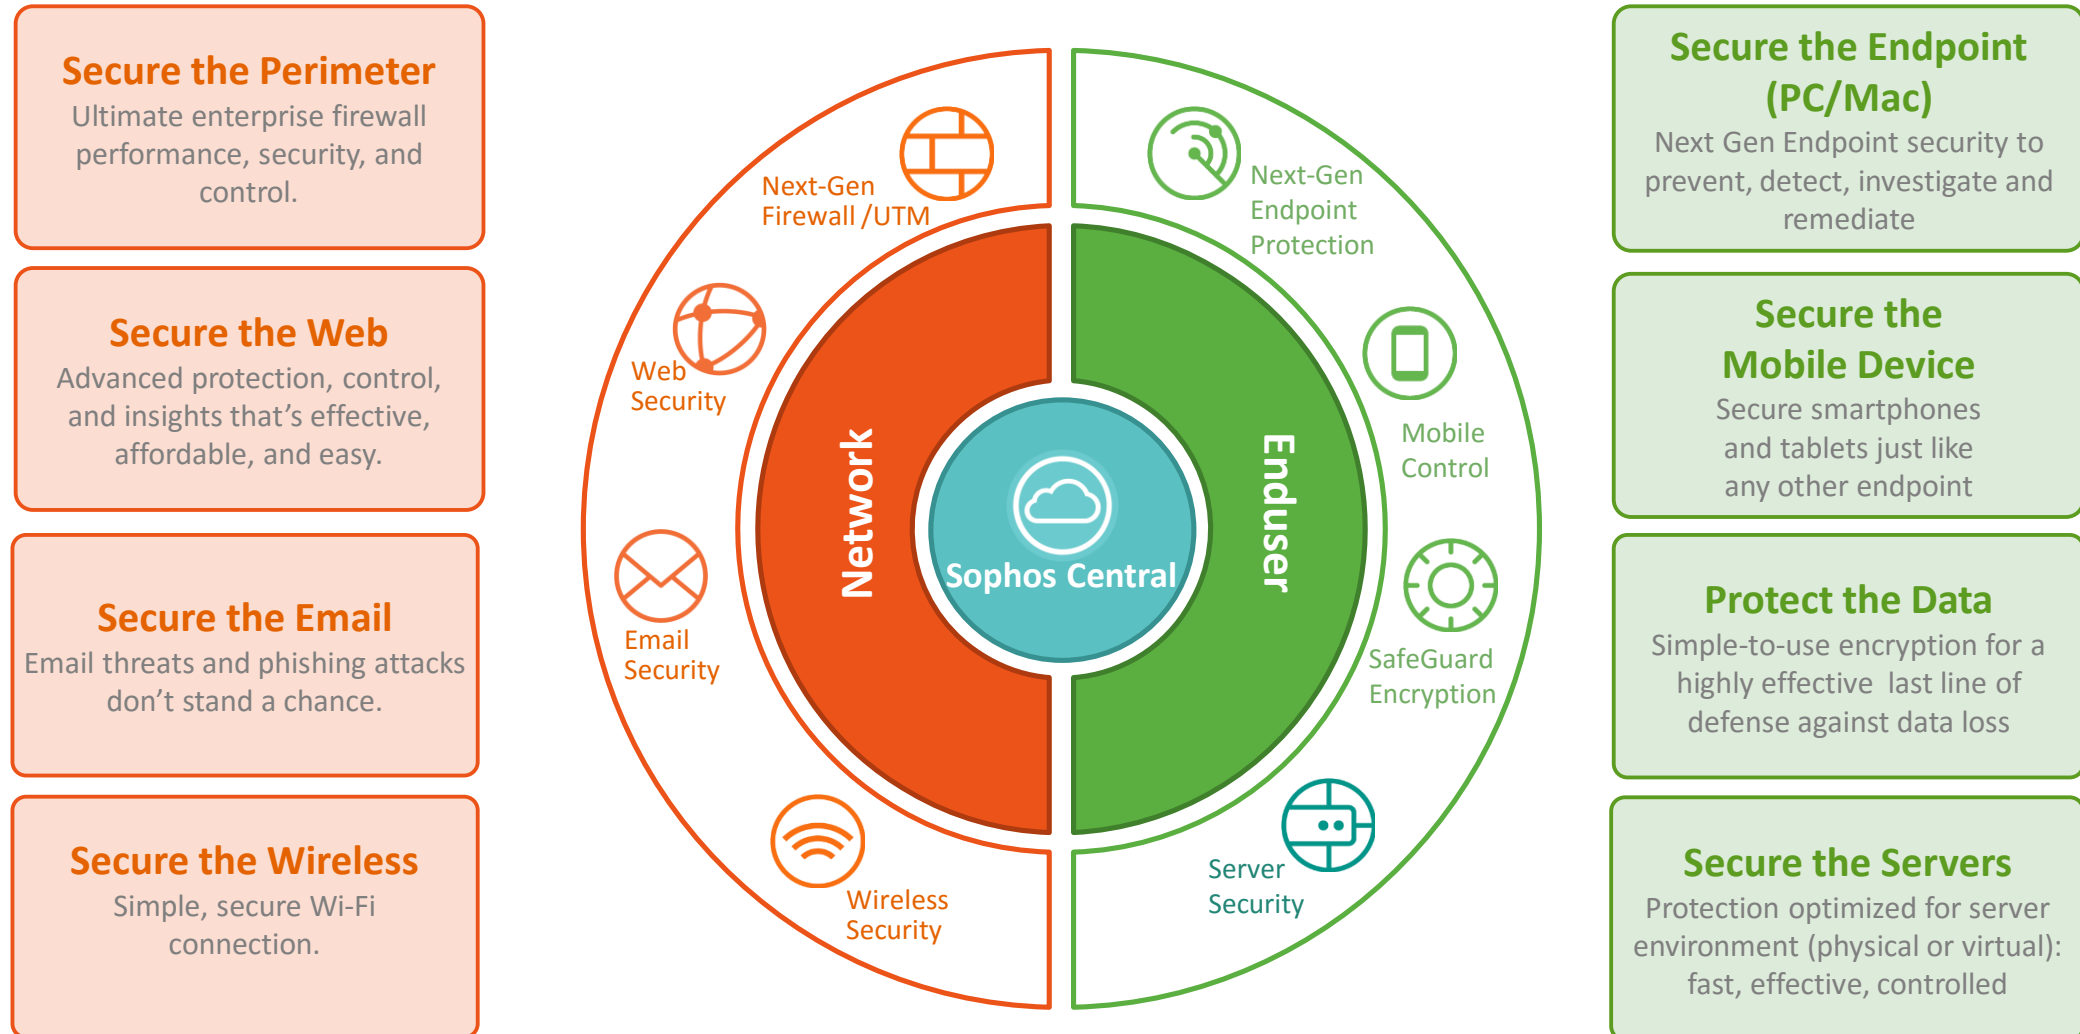 Secure the Perimeter
Ultimate enterprise firewall
performance, security, and
control.
Secure the Web
Advanced protection, control,
and insights that’s effective,
affordable, and easy.
Secure the Email
Email threats and phishing attacks
don’t stand a chance.
Secure the Wireless
Simple, secure Wi-Fi
connection.
Next-Gen
Firewall /UTM
Web
Security
Email
Security
Wireless
Security
Network
Sophos Central
Enduser
Next-Gen
Endpoint
Protection
Mobile
Control
SafeGuard
Encryption
Server
Security
Secure the Endpoint
(PC/Mac)
Next Gen Endpoint security to
prevent, detect, investigate and
remediate
Secure the
Mobile Device
Secure smartphones
and tablets just like
any other endpoint
Protect the Data
Simple-to-use encryption for a
highly effective last line of
defense against data loss
Secure the Servers
Protection optimized for server
environment (physical or virtual):
fast, effective, controlled